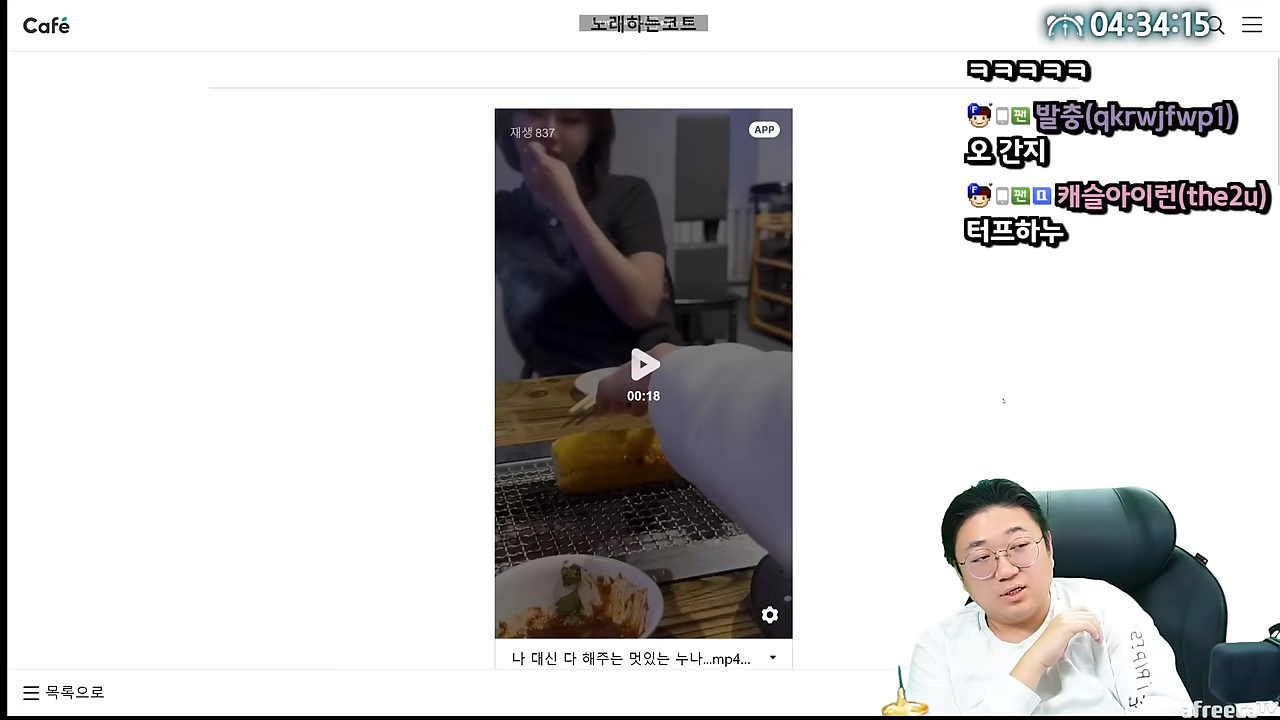 Café
노래하는코트
04:34:15
ㅋㅋㅋㅋㅋ
발충(qkrwjfwp1)
오 간지
캐슬아이런(the2u)
터프하누
재생 837
APP
00:18
나 대신 다 해주는 멋있는 누나...mp4...
목록으로
afreecaTV